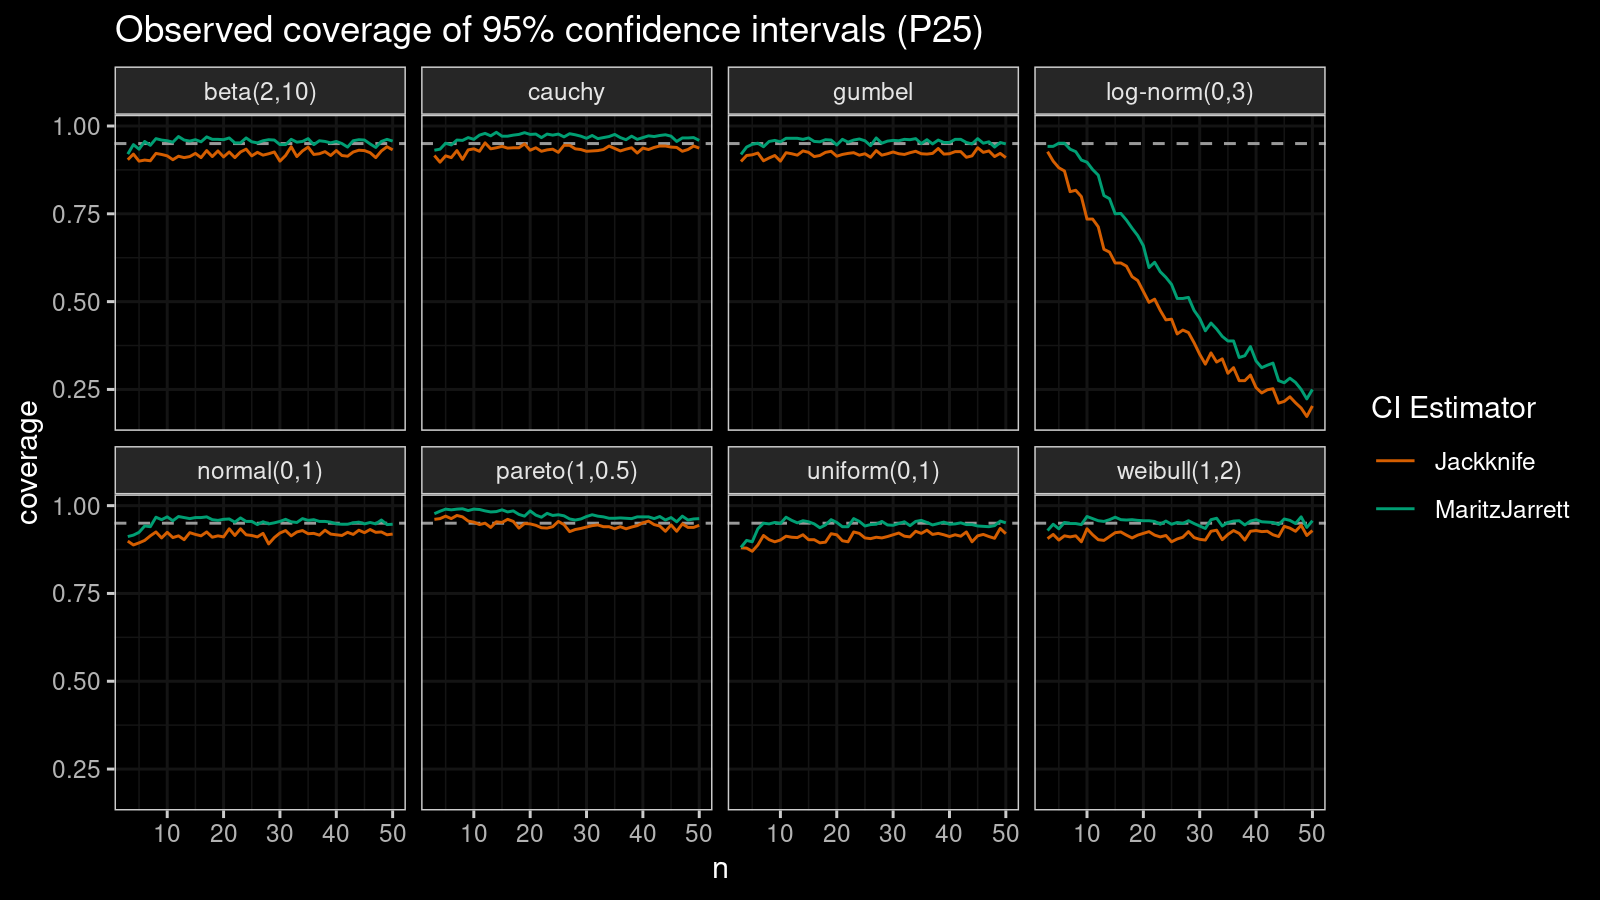 Observed coverage of 95% confidence intervals (P25)
beta(2,10) cauchy gumbel log-norm(0,3)
1.00
0.75
0.50
0.25
coverage
normal(0,1) pareto(1,0.5) uniform(0,1) weibull(1,2)
1.00
0.75
0.50
0.25
10 20 30 40 50 10 20 30 40 50 10 20 30 40 50 10 20 30 40 50
n
CI Estimator
Jackknife
MaritzJarrett